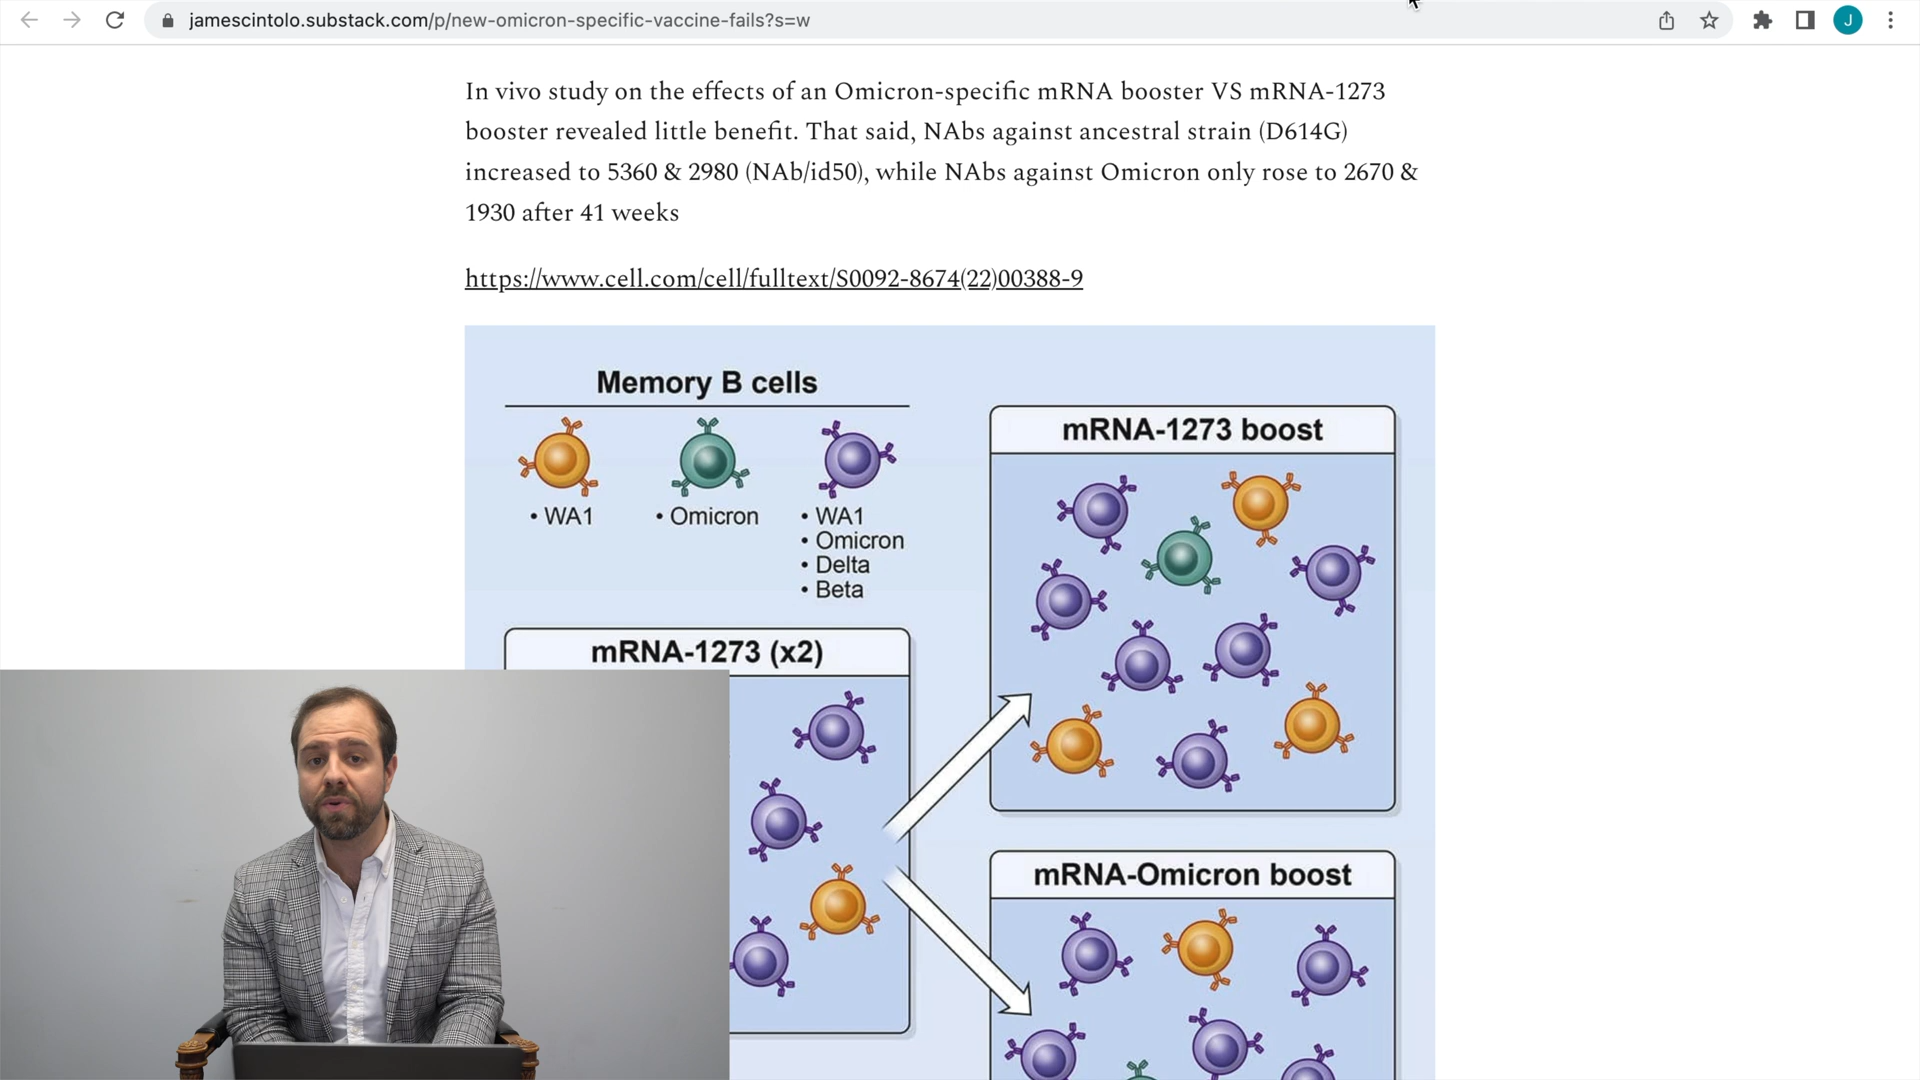 jamescintolo.substack.com/p/new-omicron-specific-vaccine-fails?s=w
J
In vivo study on the effects of an Omicron-specific mRNA booster VS mRNA-1273
booster revealed little benefit. That said, NAbs against ancestral strain (D614G)
increased to 5360 & 2980 (NAb/id50), while NAbs against Omicron only rose to 2670 &
1930 after 41 weeks
https://www.cell.com/cell/fulltext/S0092-8674(22)00388-9
Memory B cells
• WA1
• Omicron
• WA1
• Omicron
• Delta
• Beta
mRNA-1273 (x2)
mRNA-1273 boost
mRNA-Omicron boost